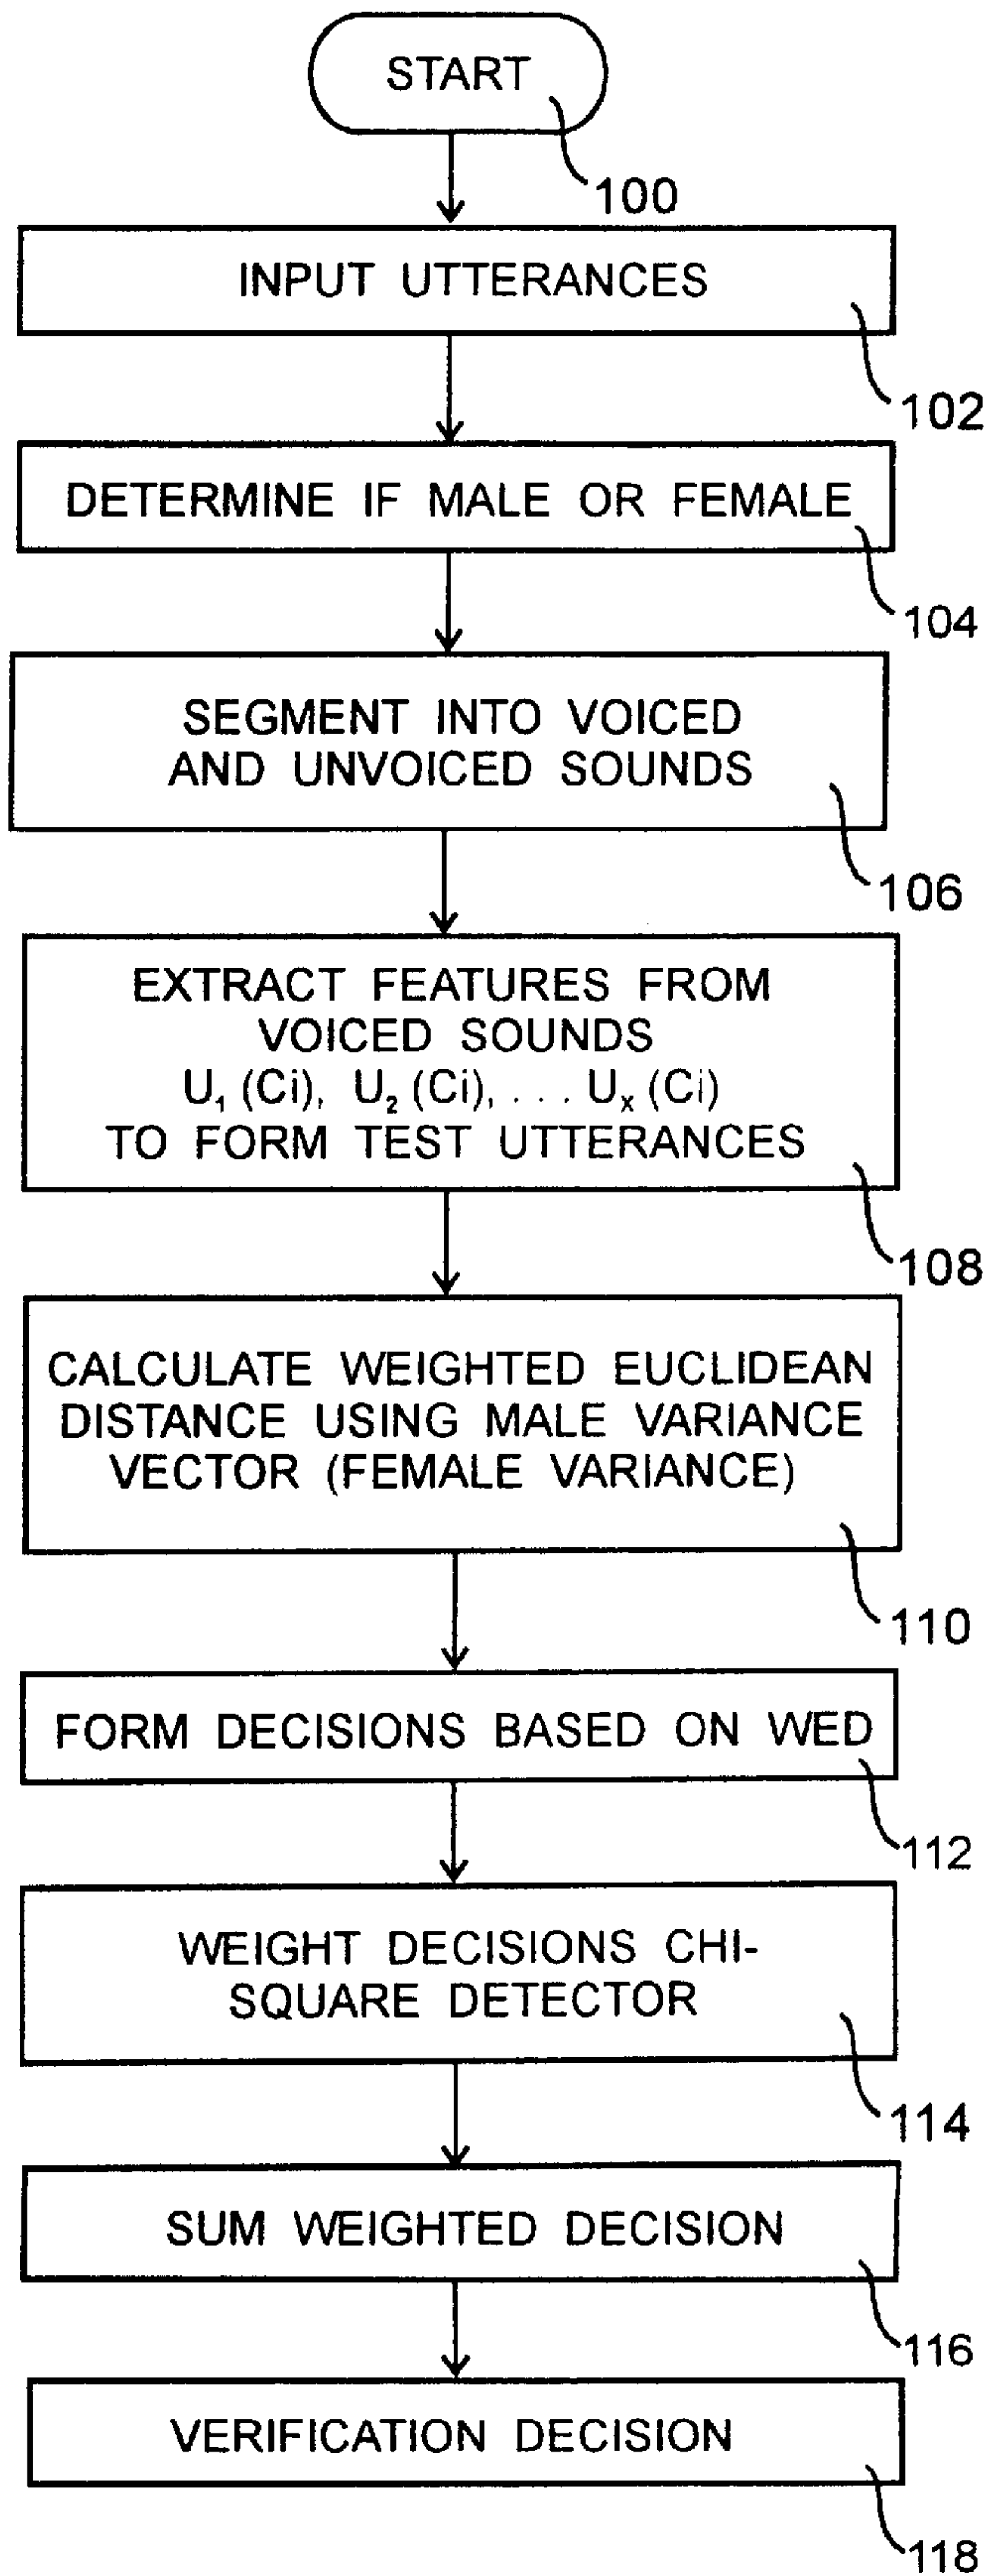 START
100
INPUT UTTERANCES
102
DETERMINE IF MALE OR FEMALE
104
SEGMENT INTO VOICED
AND UNVOICED SOUNDS
106
EXTRACT FEATURES FROM
VOICED SOUNDS
U₁ (Ci), U₂ (Ci), . . . Uₓ (Ci)
TO FORM TEST UTTERANCES
108
CALCULATE WEIGHTED EUCLIDEAN
DISTANCE USING MALE VARIANCE
VECTOR (FEMALE VARIANCE)
110
FORM DECISIONS BASED ON WED
112
WEIGHT DECISIONS CHI-
SQUARE DETECTOR
114
SUM WEIGHTED DECISION
116
VERIFICATION DECISION
118